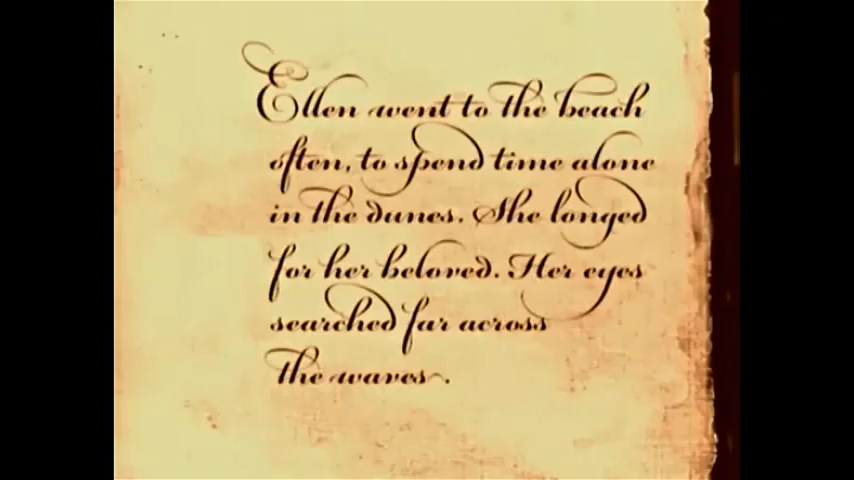 Ellen went to the beach
often, to spend time alone
in the dunes. She longed
for her beloved. Her eyes
searched far across
the waves.